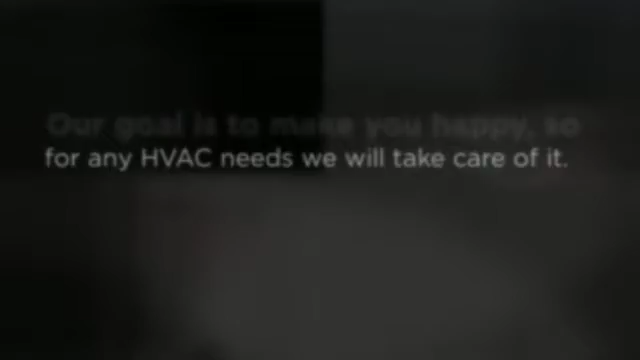 Our goal is to make you happy, so
for any HVAC needs we will take care of it.